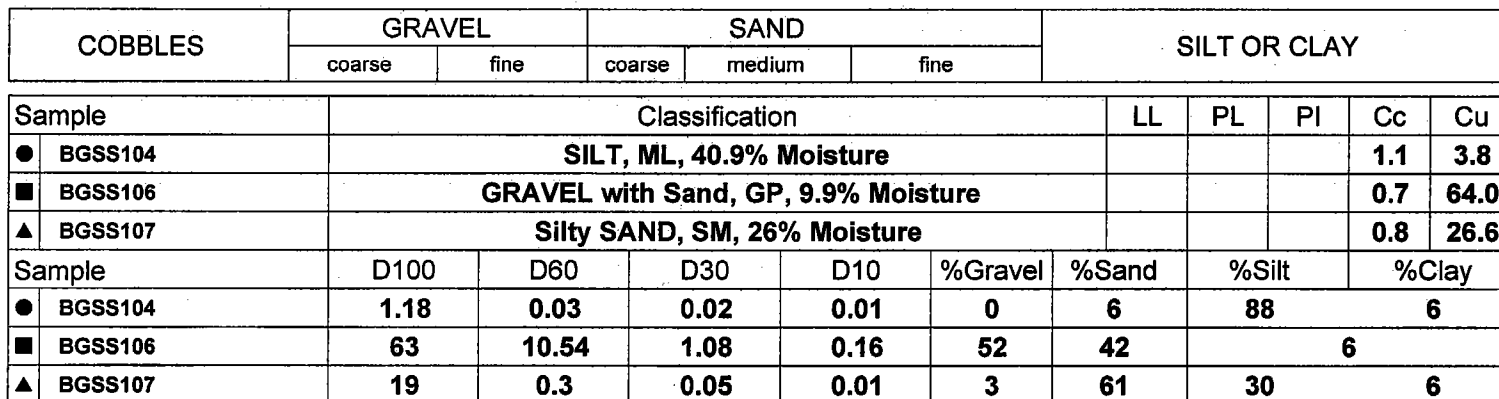 COBBLES GRAVEL SAND SILT OR CLAY
coarse fine coarse medium fine
Sample Classification LL PL PI Cc Cu
● BGSS104 SILT, ML, 40.9% Moisture 1.1 3.8
■ BGSS106 GRAVEL with Sand, GP, 9.9% Moisture 0.7 64.0
▲ BGSS107 Silty SAND, SM, 26% Moisture 0.8 26.6
Sample D100 D60 D30 D10 %Gravel %Sand %Silt %Clay
● BGSS104 1.18 0.03 0.02 0.01 0 6 88 6
■ BGSS106 63 10.54 1.08 0.16 52 42 6
▲ BGSS107 19 0.3 0.05 0.01 3 61 30 6